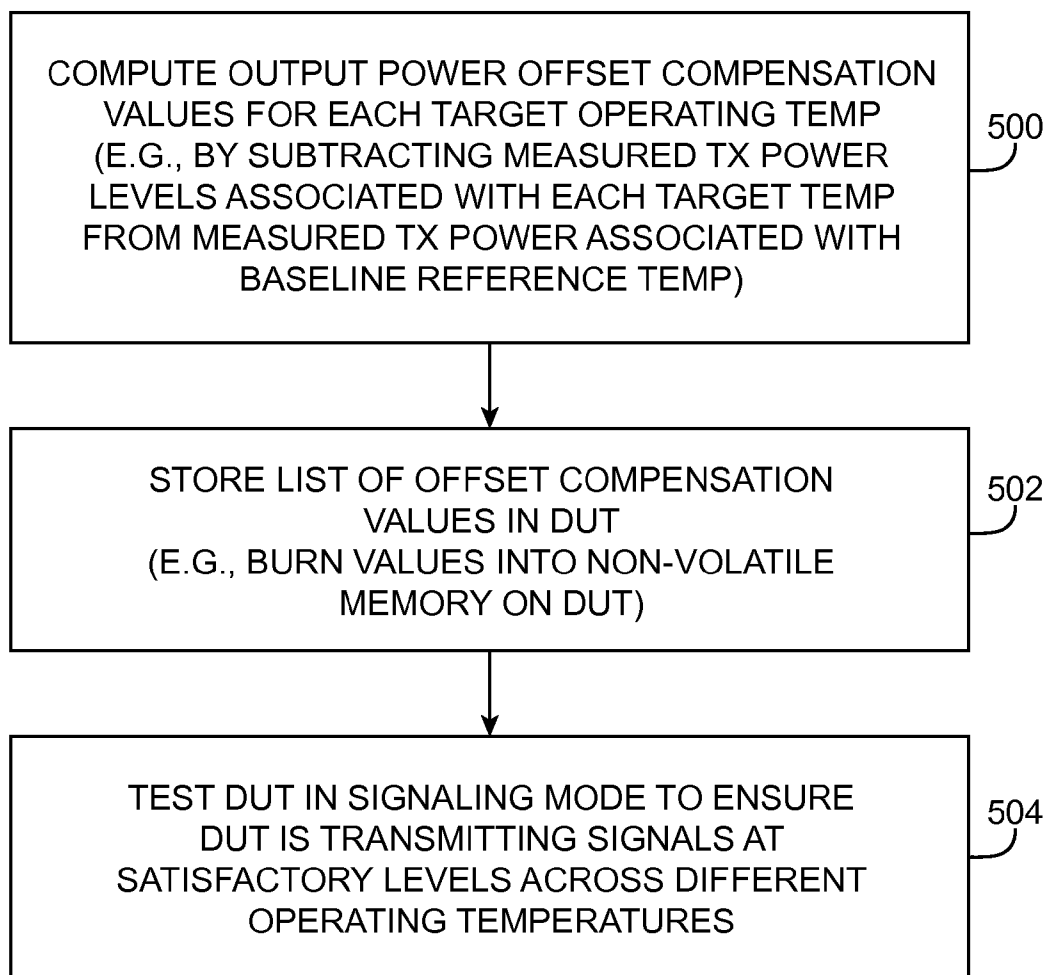 COMPUTE OUTPUT POWER OFFSET COMPENSATION
VALUES FOR EACH TARGET OPERATING TEMP
(E.G., BY SUBTRACTING MEASURED TX POWER
LEVELS ASSOCIATED WITH EACH TARGET TEMP
FROM MEASURED TX POWER ASSOCIATED WITH
BASELINE REFERENCE TEMP)
500
STORE LIST OF OFFSET COMPENSATION
VALUES IN DUT
(E.G., BURN VALUES INTO NON-VOLATILE
MEMORY ON DUT)
502
TEST DUT IN SIGNALING MODE TO ENSURE
DUT IS TRANSMITTING SIGNALS AT
SATISFACTORY LEVELS ACROSS DIFFERENT
OPERATING TEMPERATURES
504